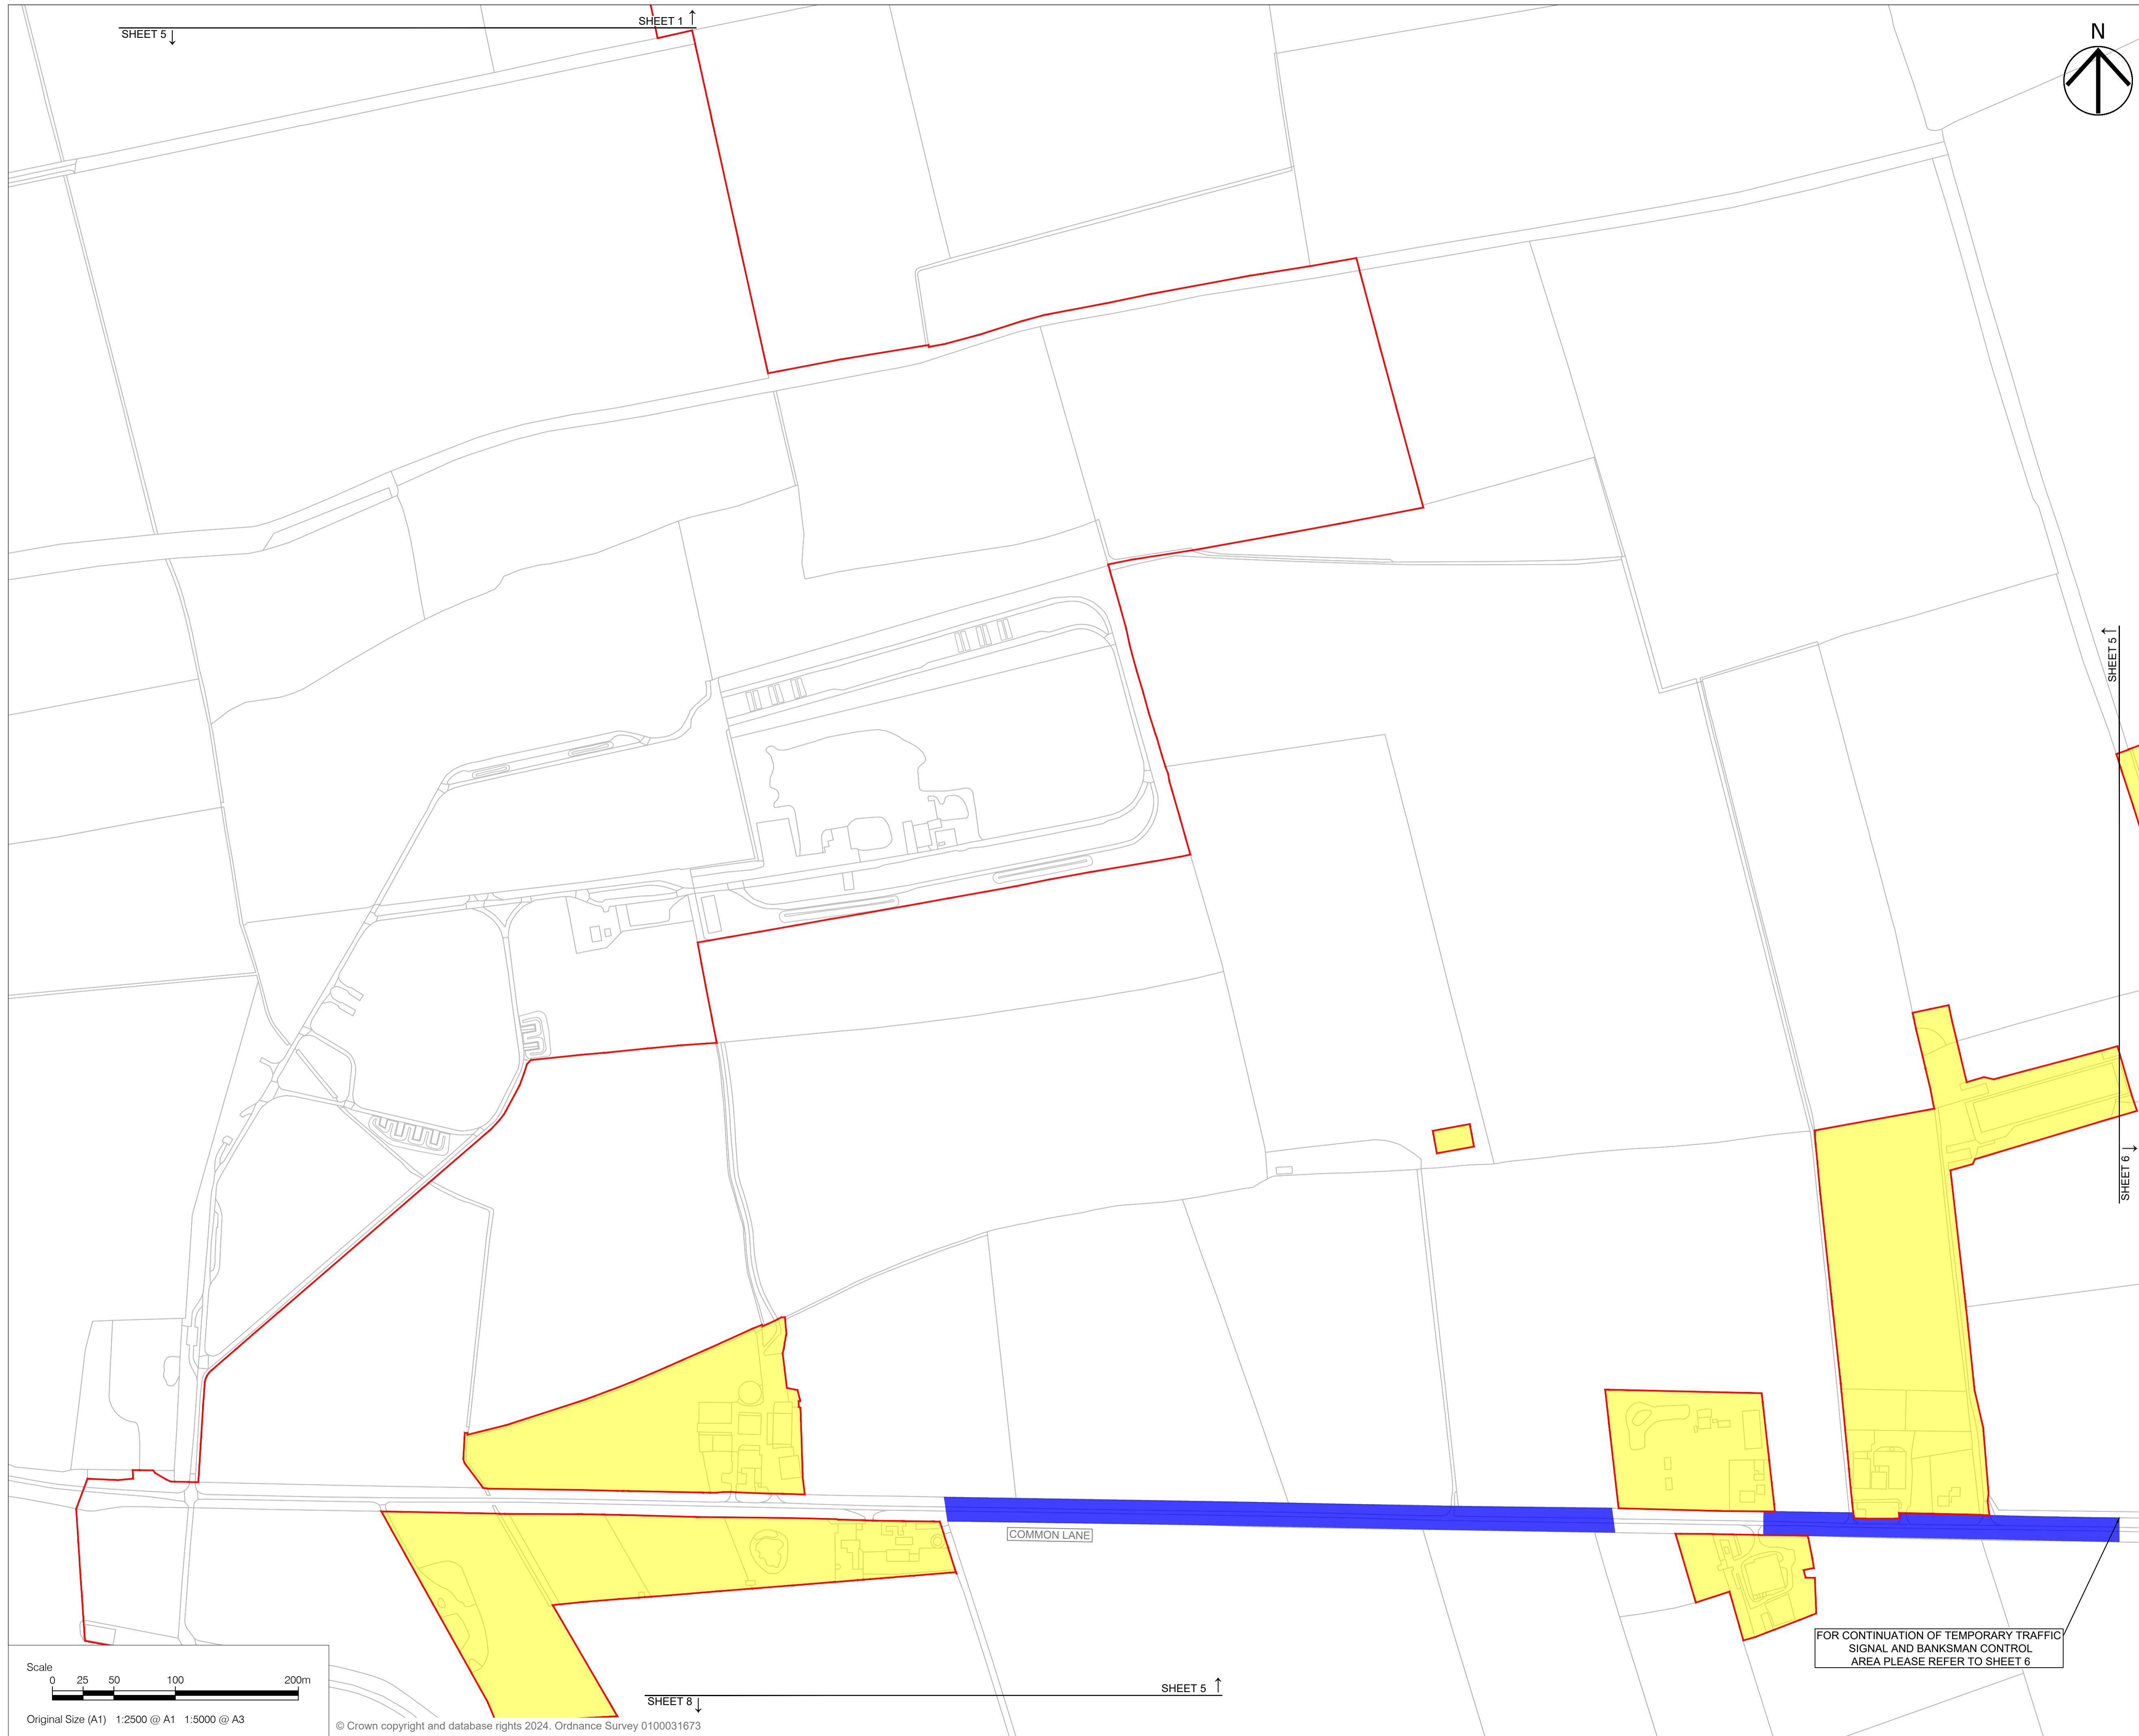 SHEET 1 ↑
SHEET 5 ↓
N
SHEET 5 ↑
SHEET 6 ↓
COMMON LANE
FOR CONTINUATION OF TEMPORARY TRAFFIC
SIGNAL AND BANKSMAN CONTROL
AREA PLEASE REFER TO SHEET 6
Scale
0 25 50 100 200m
Original Size (A1) 1:2500 @ A1 1:5000 @ A3
SHEET 5 ↑
SHEET 8 ↓
© Crown copyright and database rights 2024. Ordnance Survey 0100031673